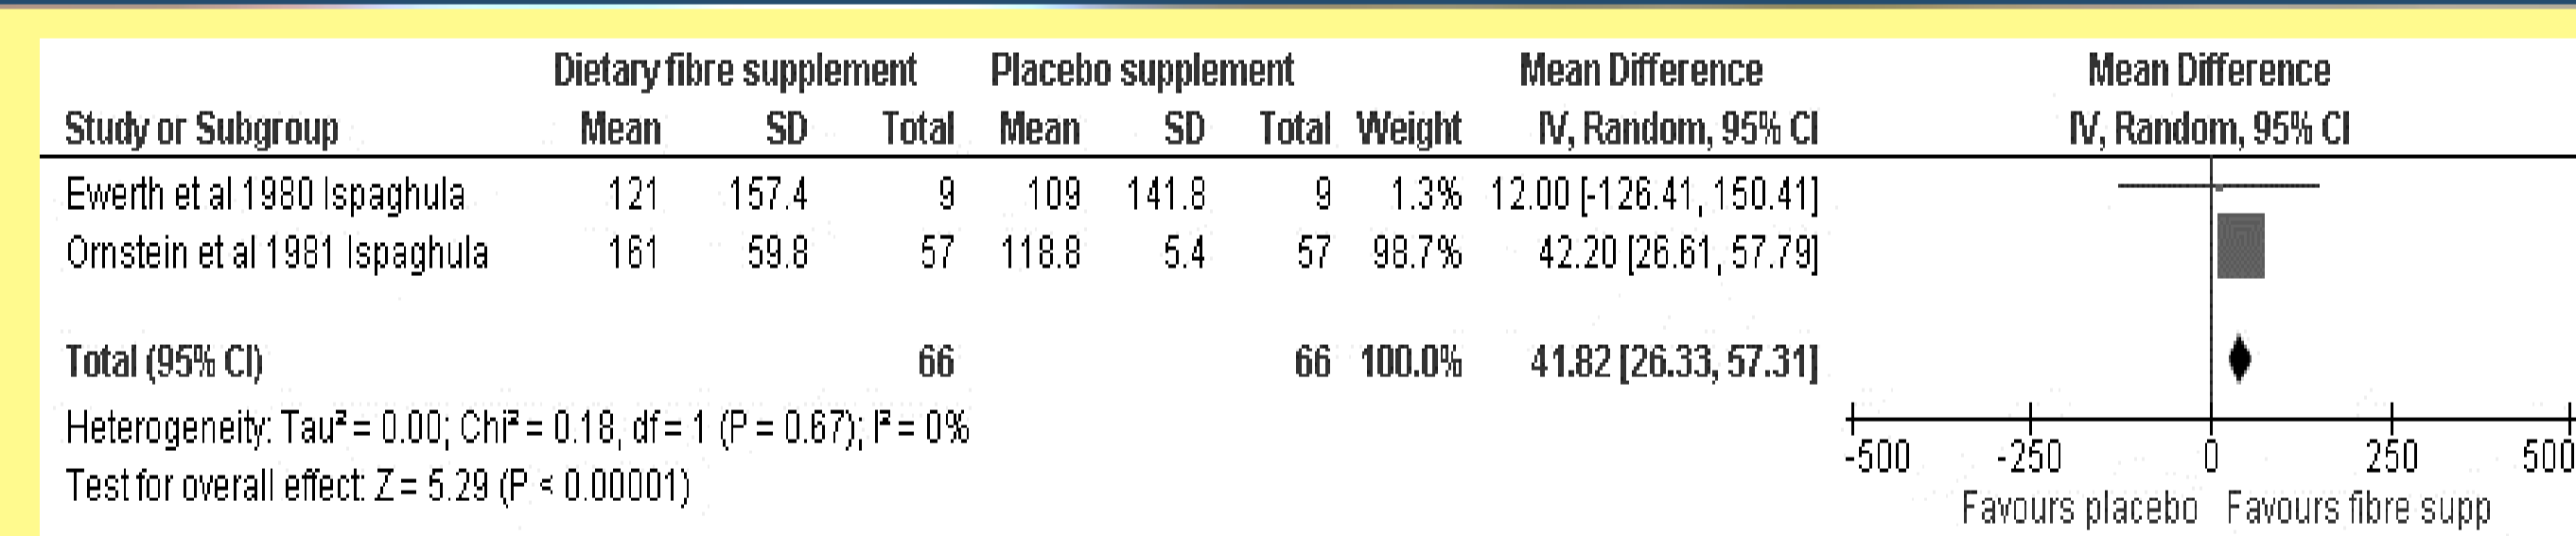 Dietary fibre supplement Placebo supplement Mean Difference Mean Difference
Study or Subgroup Mean SD Total Mean SD Total Weight IV, Random, 95% CI IV, Random, 95% CI
Ewerth et al 1980 Ispaghula 121 157.4 9 109 141.8 9 1.3% 12.00 [-126.41, 150.41]
Ornstein et al 1981 Ispaghula 161 59.8 57 118.8 5.4 57 98.7% 42.20 [26.61, 57.79]
Total (95% CI) 66 66 100.0% 41.82 [26.33, 57.31]
Heterogeneity: Tau² = 0.00; Chi² = 0.18, df = 1 (P = 0.67); I² = 0%
Test for overall effect: Z = 5.29 (P < 0.00001)
-500 -250 0 250 500
Favours placebo Favours fibre supp